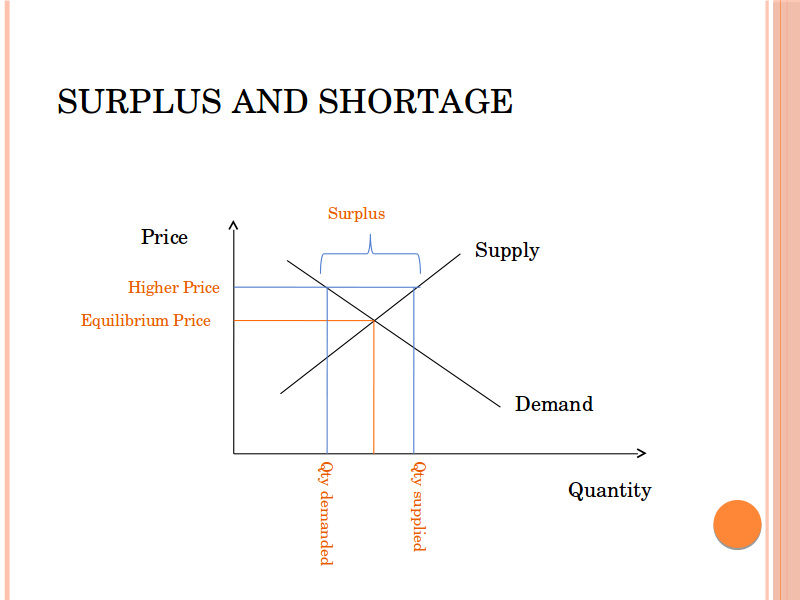 SURPLUS AND SHORTAGE
Surplus
Price
Supply
Higher Price
Equilibrium Price
Demand
Qty demanded
Qty supplied
Quantity